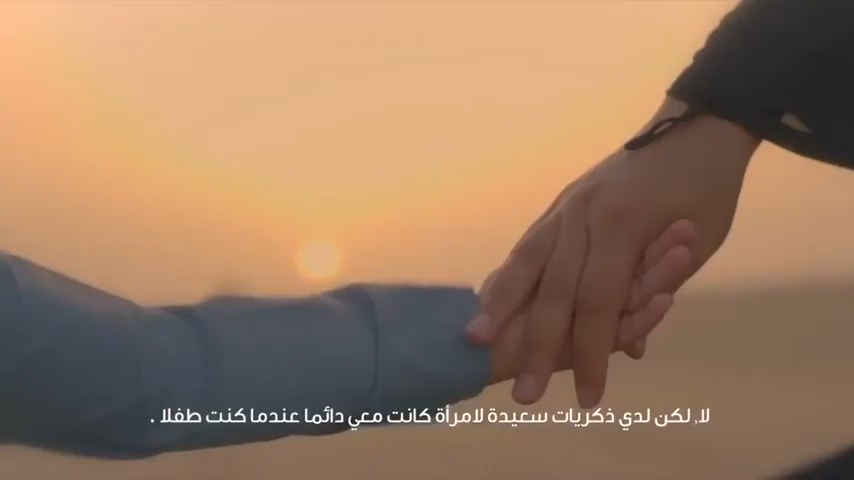 لا, لكن لدي ذكريات سعيدة لامرأة كانت معي دائما عندما كنت طفلا .